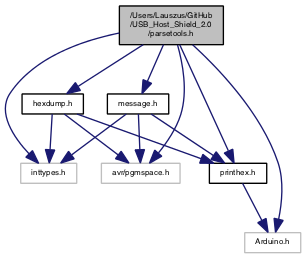 /Users/Lauszus/GitHub
/USB_Host_Shield_2.0
/parsetools.h
hexdump.h
message.h
inttypes.h
avr/pgmspace.h
printhex.h
Arduino.h